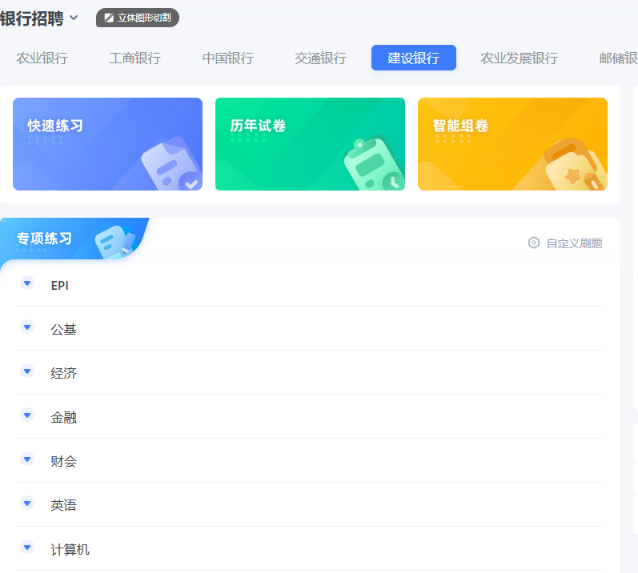 银行招聘 立体图形切割
农业银行 工商银行 中国银行 交通银行 建设银行 农业发展银行 邮储银
快速练习 历年试卷 智能组卷
专项练习 自定义刷题
EPI
公基
经济
金融
财会
英语
计算机